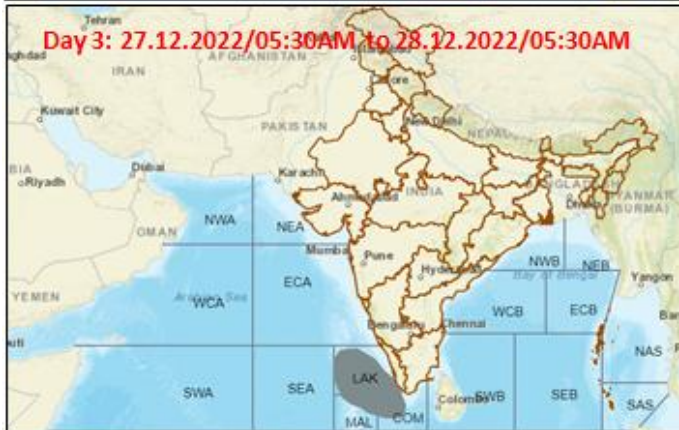 Tehran
Day 3: 27.12.2022/05:30AM to 28.12.2022/05:30AM
AFGHANISTAN
IRAN
Kuwait City
New Delhi
PAKISTAN
NEPAL
Dubai
Riyadh
Karachi
Ahmedabad
INDIA
BANGLADESH
MYANMAR
(BURMA)
OMAN
NWA
NEA
Mumbai
Pune
Hyderabad
NWB
NEB
Bay of Bengal
Yangon
YEMEN
WCA
Arabian Sea
ECA
WCB
ECB
Chennai
NAS
SWA
SEA
LAK
Colombo
SWB
SEB
SAS
MAL
COM